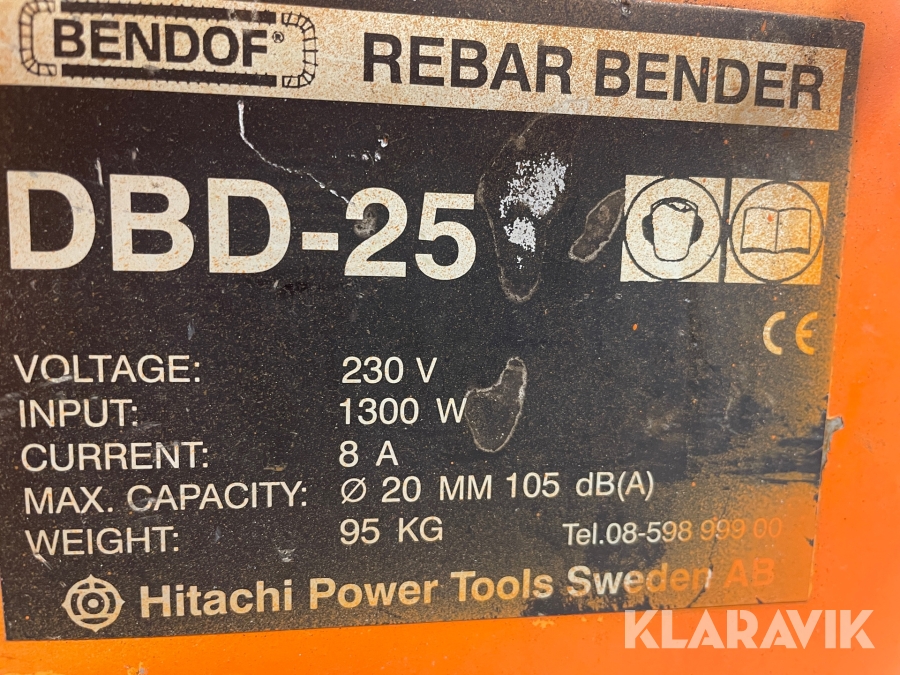 BENDOF® REBAR BENDER
DBD-25
CE
VOLTAGE: 230 V
INPUT: 1300 W
CURRENT: 8 A
MAX. CAPACITY: Ø 20 MM 105 dB(A)
WEIGHT: 95 KG Tel.08-598 999 00
Hitachi Power Tools Sweden AB
KLARAVIK